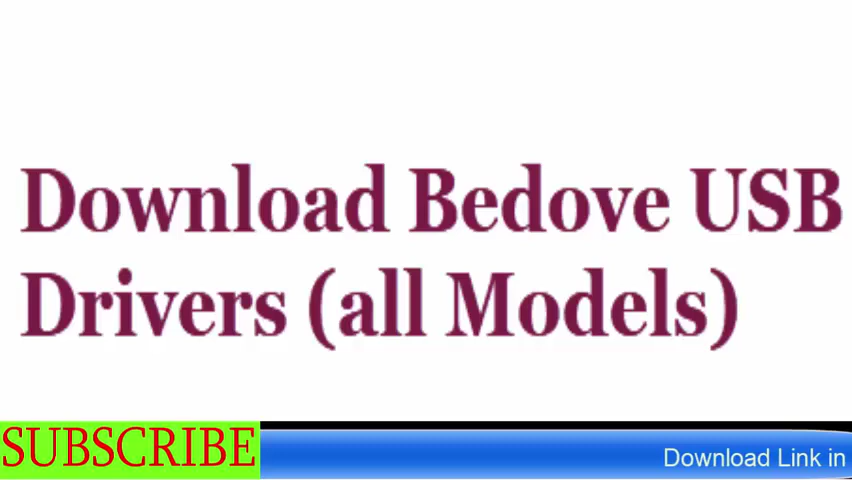 Download Bedove USB
Drivers (all Models)
SUBSCRIBE
Download Link in